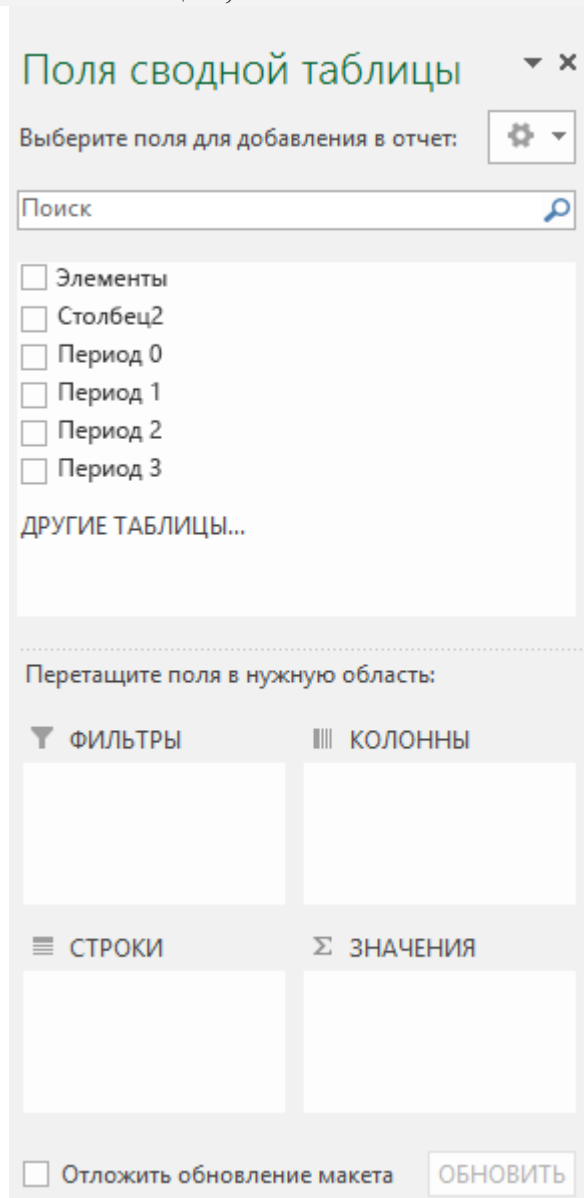 Поля сводной таблицы
Выберите поля для добавления в отчет:
Поиск
Элементы
Столбец2
Период 0
Период 1
Период 2
Период 3
ДРУГИЕ ТАБЛИЦЫ...
Перетащите поля в нужную область:
ФИЛЬТРЫ
КОЛОННЫ
СТРОКИ
Σ ЗНАЧЕНИЯ
Отложить обновление макета
ОБНОВИТЬ